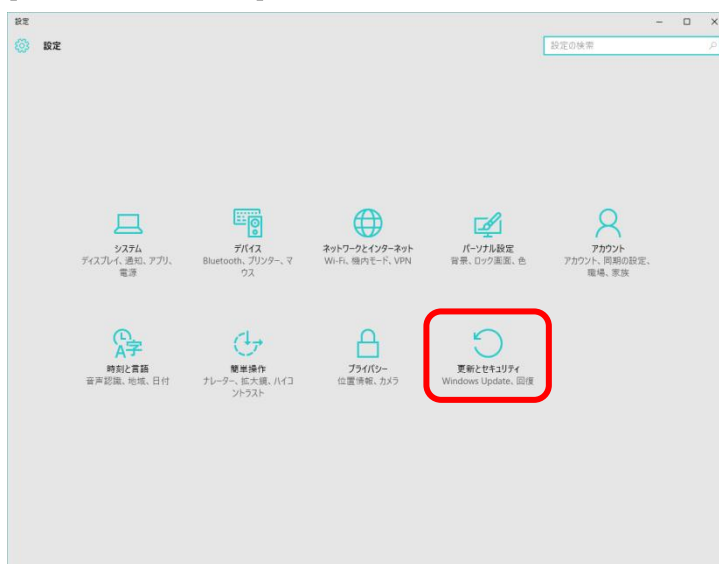 設定
設定
設定の検索
システム
ディスプレイ、通知、アプリ、
電源
デバイス
Bluetooth、プリンター、マ
ウス
ネットワークとインターネット
Wi-Fi、機内モード、VPN
パーソナル設定
背景、ロック画面、色
アカウント
アカウント、同期の設定、
職場、家族
時刻と言語
音声認識、地域、日付
簡単操作
ナレーター、拡大鏡、ハイコ
ントラスト
プライバシー
位置情報、カメラ
更新とセキュリティ
Windows Update、回復